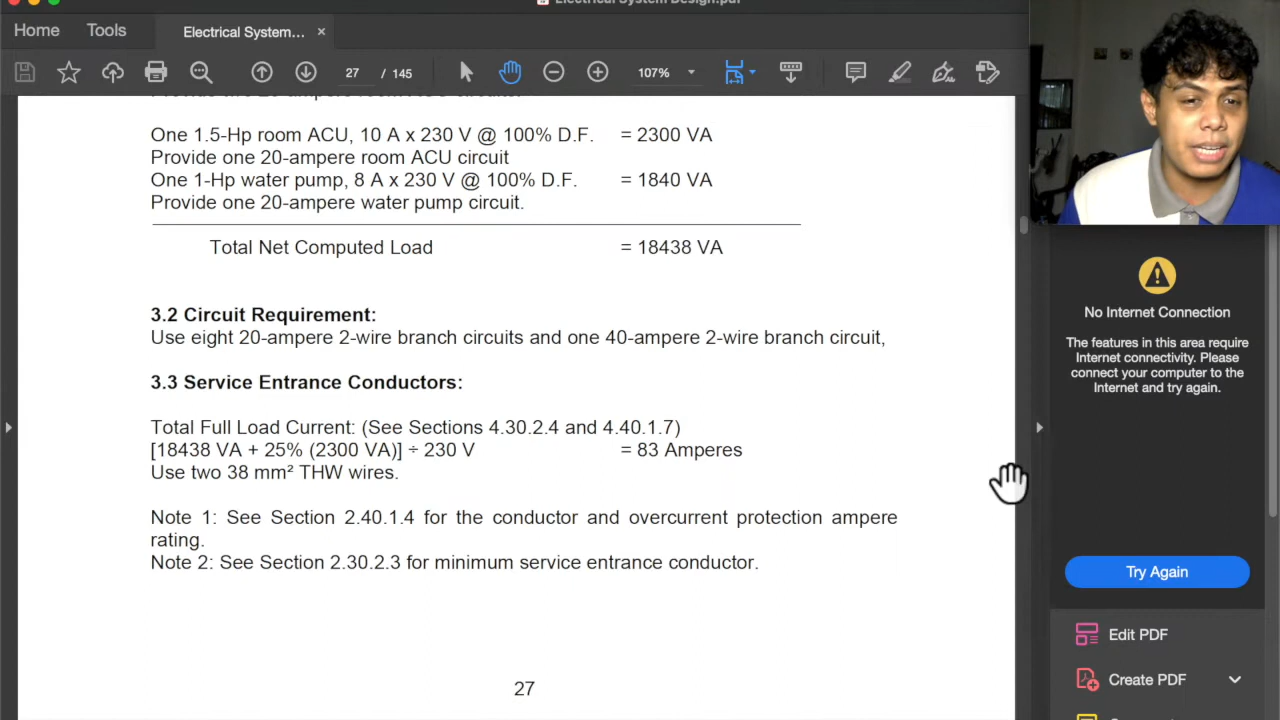 Electrical System Design.pdf
Home
Tools
Electrical System...
27 / 145
107%
One 1.5-Hp room ACU, 10 A x 230 V @ 100% D.F. = 2300 VA
Provide one 20-ampere room ACU circuit
One 1-Hp water pump, 8 A x 230 V @ 100% D.F. = 1840 VA
Provide one 20-ampere water pump circuit.
Total Net Computed Load = 18438 VA
3.2 Circuit Requirement:
Use eight 20-ampere 2-wire branch circuits and one 40-ampere 2-wire branch circuit,
3.3 Service Entrance Conductors:
Total Full Load Current: (See Sections 4.30.2.4 and 4.40.1.7)
[18438 VA + 25% (2300 VA)] ÷ 230 V = 83 Amperes
Use two 38 mm² THW wires.
Note 1: See Section 2.40.1.4 for the conductor and overcurrent protection ampere
rating.
Note 2: See Section 2.30.2.3 for minimum service entrance conductor.
27
No Internet Connection
The features in this area require
Internet connectivity. Please
connect your computer to the
Internet and try again.
Try Again
Edit PDF
Create PDF